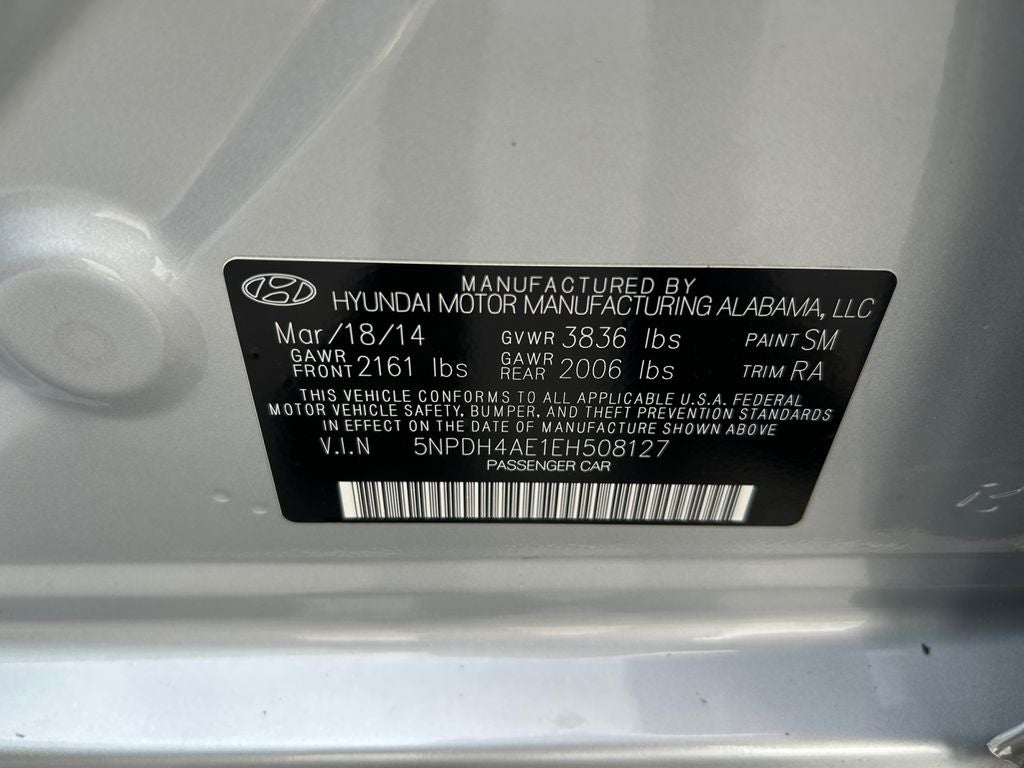 MANUFACTURED BY
HYUNDAI MOTOR MANUFACTURING ALABAMA, LLC
Mar/18/14 GVWR 3836 lbs PAINT SM
GAWR FRONT 2161 lbs GAWR REAR 2006 lbs TRIM RA
THIS VEHICLE CONFORMS TO ALL APPLICABLE U.S.A. FEDERAL
MOTOR VEHICLE SAFETY, BUMPER, AND THEFT PREVENTION STANDARDS
IN EFFECT ON THE DATE OF MANUFACTURE SHOWN ABOVE
V.I.N 5NPDH4AE1EH508127
PASSENGER CAR